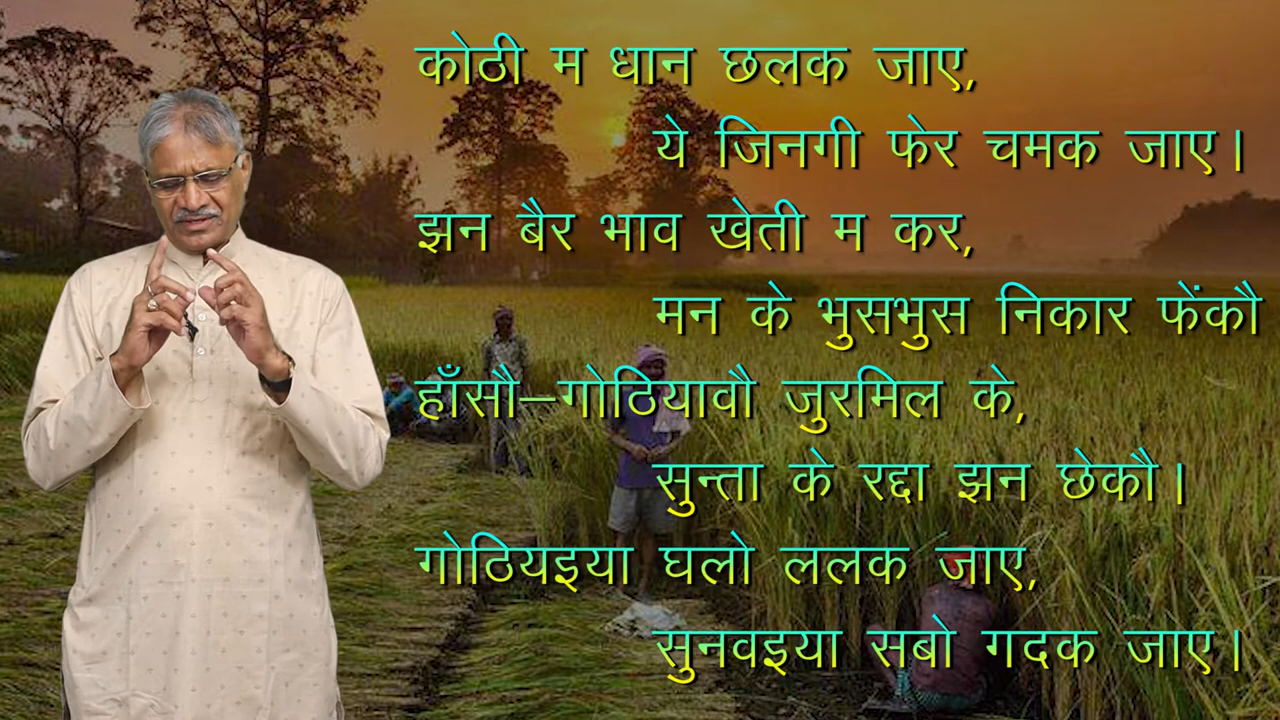 कोठी म धान छलक जाए,
ये जिनगी फेर चमक जाए।
झन बैर भाव खेती म कर,
मन के भुसभुस निकार फेंकौ
हाँसौ–गोठियावौ जुरमिल के,
सुन्ता के रद्दा झन छेकौ।
गोठियइया घलो ललक जाए,
सुनवइया सबो गदक जाए।